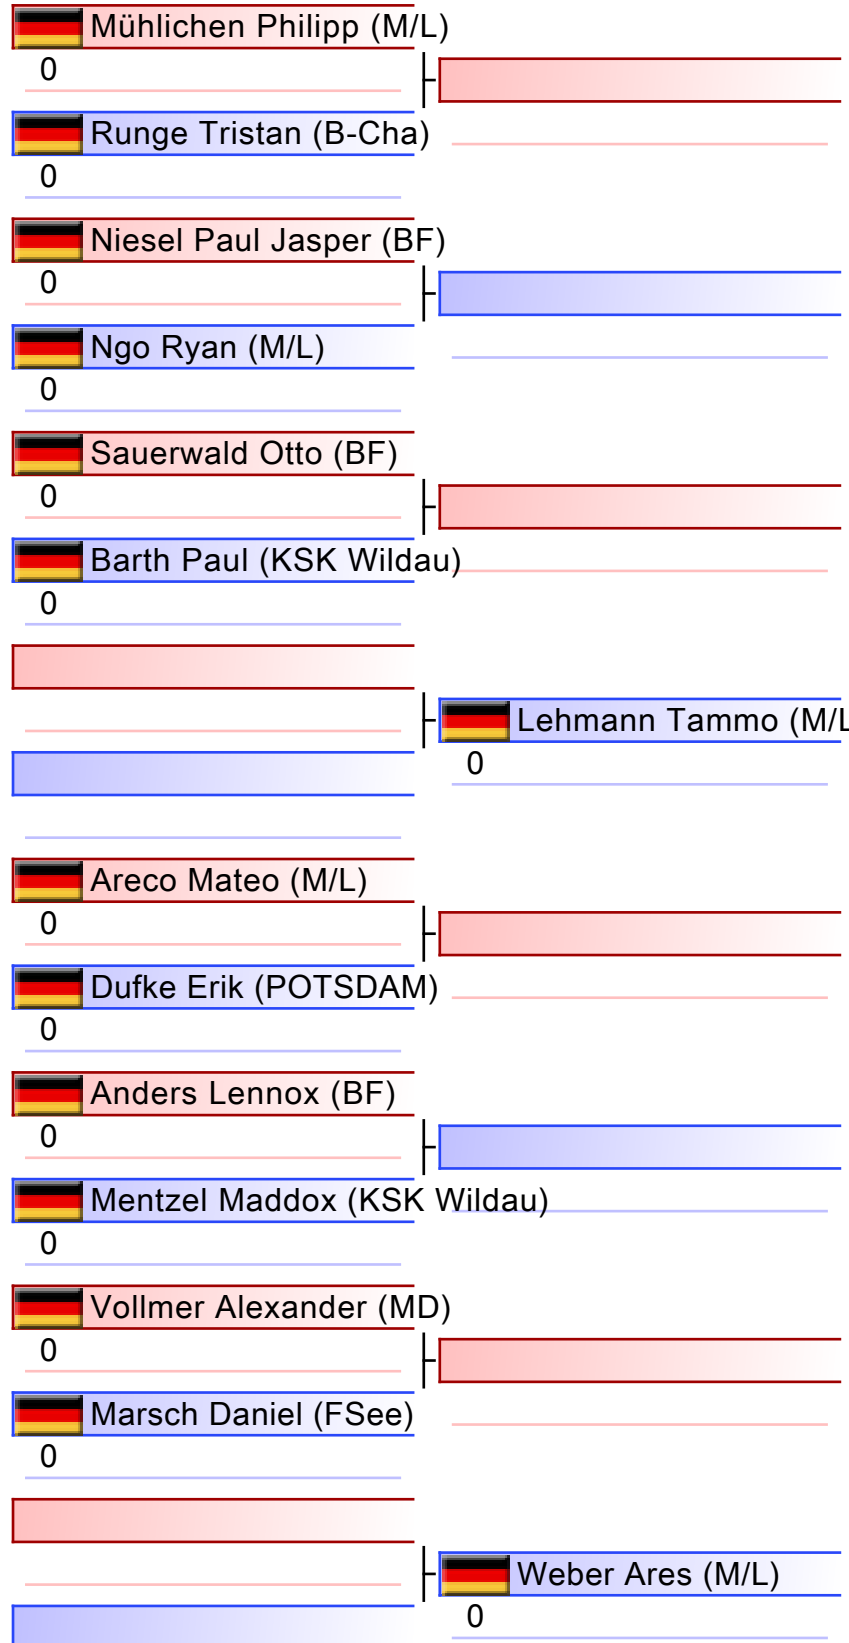 Mühlichen Philipp (M/L)
0
Runge Tristan (B-Cha)
0
Niesel Paul Jasper (BF)
0
Ngo Ryan (M/L)
0
Sauerwald Otto (BF)
0
Barth Paul (KSK Wildau)
0
Lehmann Tammo (M/L
0
Areco Mateo (M/L)
0
Dufke Erik (POTSDAM)
0
Anders Lennox (BF)
0
Mentzel Maddox (KSK Wildau)
0
Vollmer Alexander (MD)
0
Marsch Daniel (FSee)
0
Weber Ares (M/L)
0